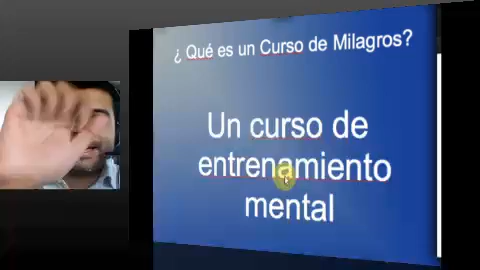 ¿ Qué es un Curso de Milagros?
Un curso de
entrenamiento
mental